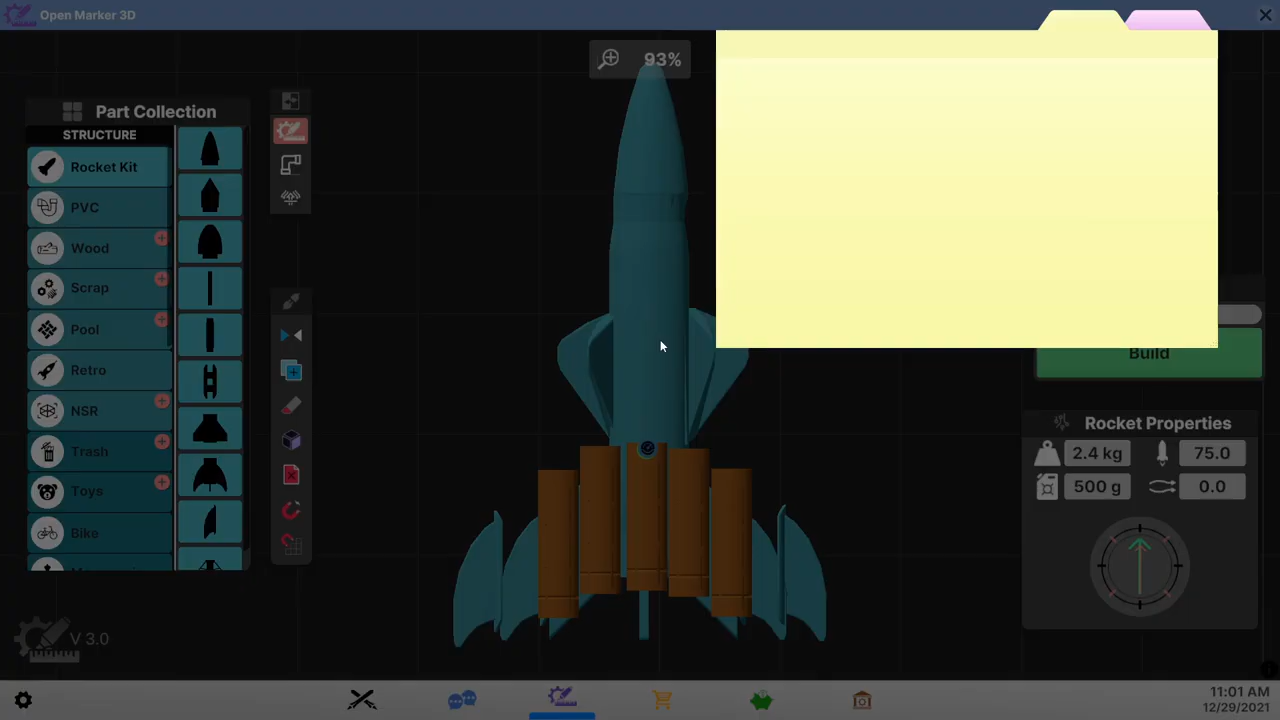 Open Marker 3D
93%
Part Collection
STRUCTURE
Rocket Kit
PVC
Wood
Scrap
Pool
Retro
NSR
Trash
Toys
Bike
V 3.0
Build
Rocket Properties
2.4 kg
75.0
500 g
0.0
11:01 AM
12/29/2021